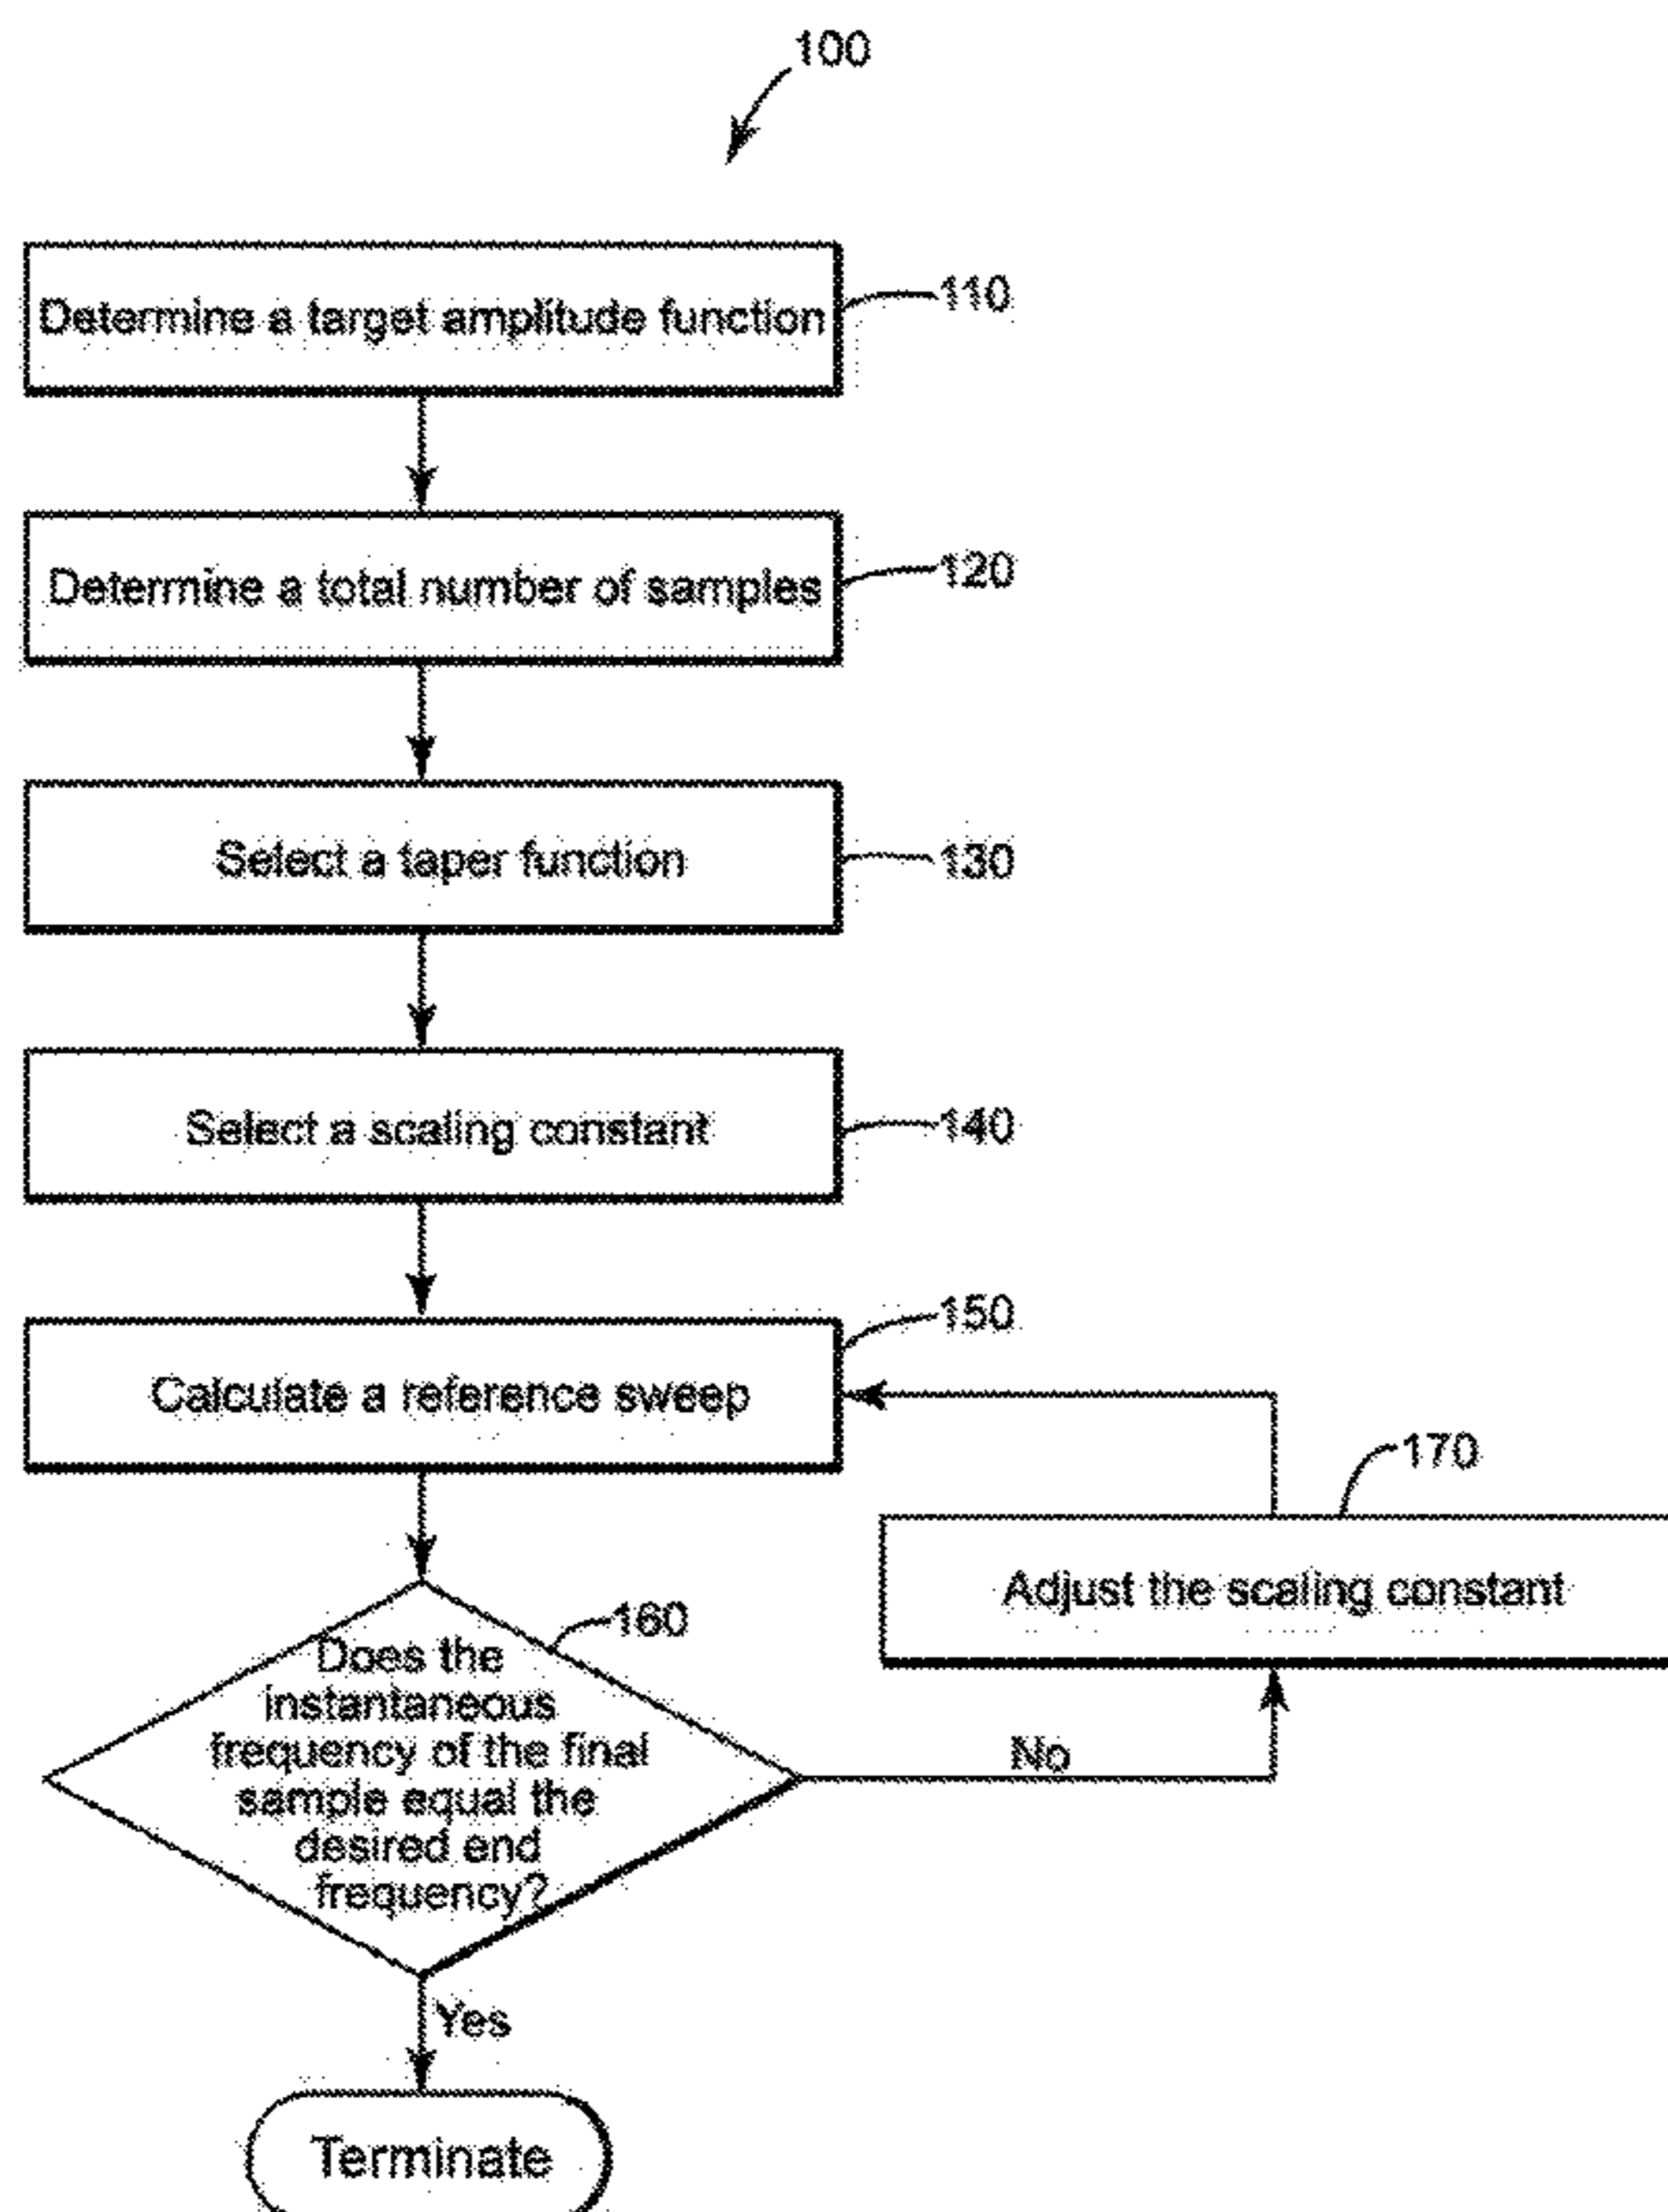 100
Determine a target amplitude function
110
Determine a total number of samples
120
Select a taper function
130
Select a scaling constant
140
150
Calculate a reference sweep
170
Adjust the scaling constant
160
Does the
instantaneous
frequency of the final
sample equal the
desired end
frequency?
No
Yes
Terminate